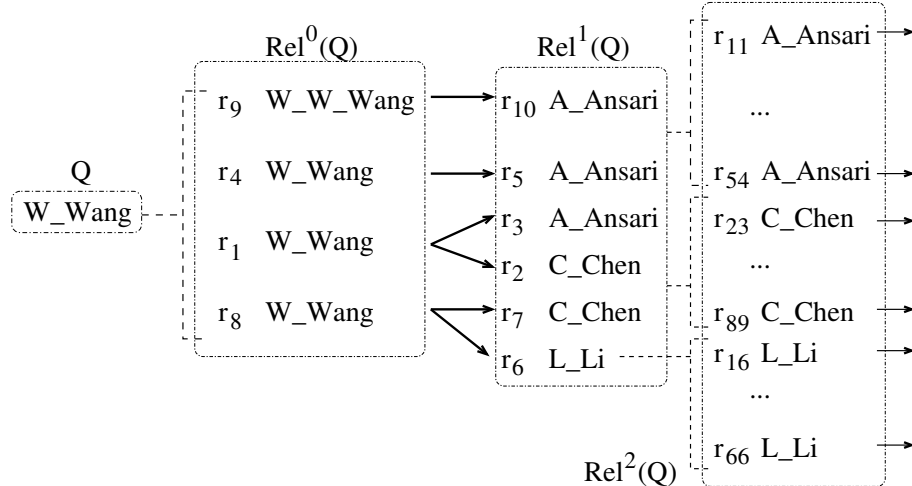 Q
W_Wang
Rel^0(Q)
r_9 W_W_Wang
r_4 W_Wang
r_1 W_Wang
r_8 W_Wang
Rel^1(Q)
r_10 A_Ansari
r_5 A_Ansari
r_3 A_Ansari
r_2 C_Chen
r_7 C_Chen
r_6 L_Li
r_11 A_Ansari
...
r_54 A_Ansari
r_23 C_Chen
...
r_89 C_Chen
r_16 L_Li
...
r_66 L_Li
Rel^2(Q)